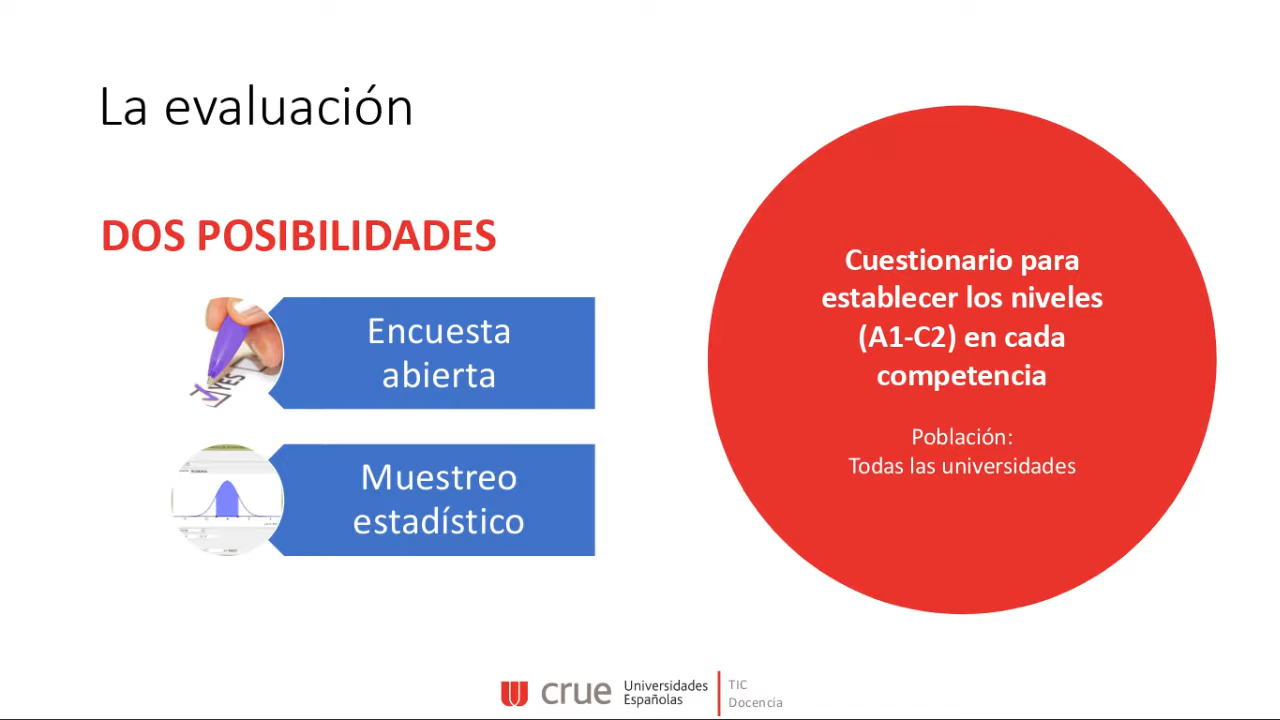 La evaluación
DOS POSIBILIDADES
YES
Encuesta
abierta
Muestreo
estadístico
Cuestionario para
establecer los niveles
(A1-C2) en cada
competencia
Población:
Todas las universidades
crue
Universidades
Españolas
TIC
Docencia